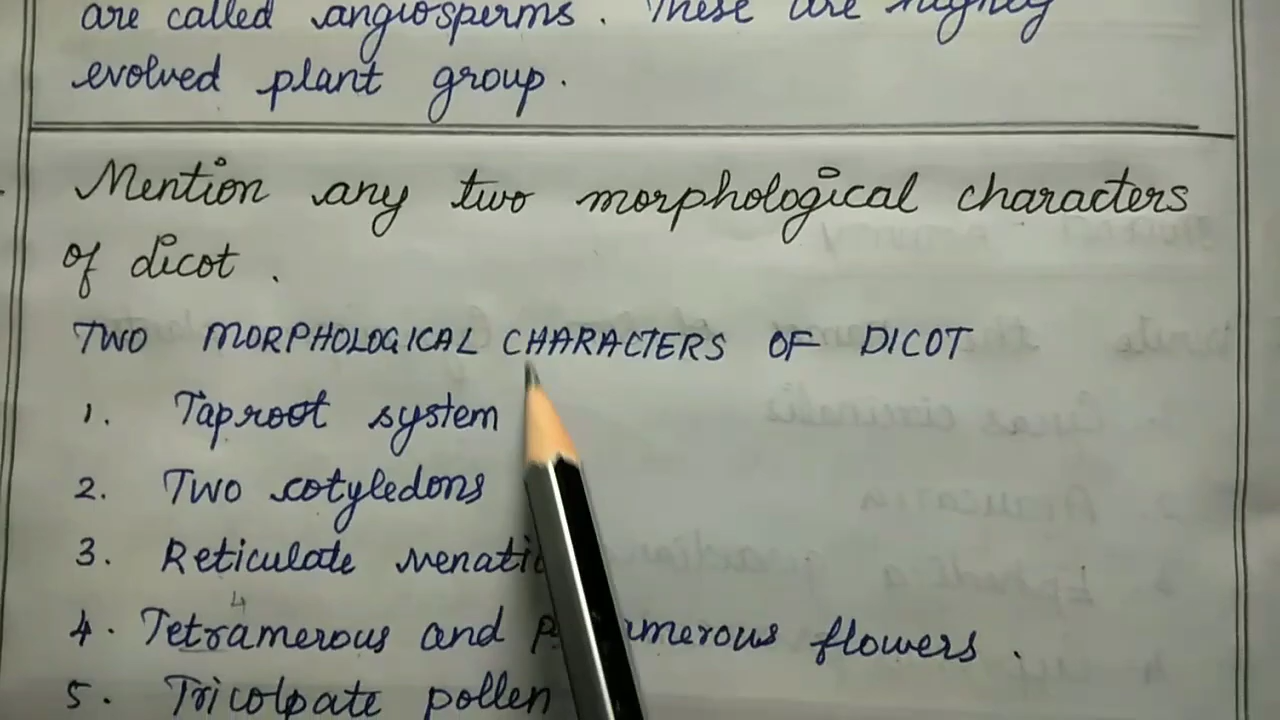 are called angiosperms. These are highly
evolved plant group.
Mention any two morphological characters
of dicot.
TWO MORPHOLOGICAL CHARACTERS OF DICOT
1. Taproot system
2. Two cotyledons
3. Reticulate
4
4. Tetramerous and flowers.
5. Tricolpate pollen